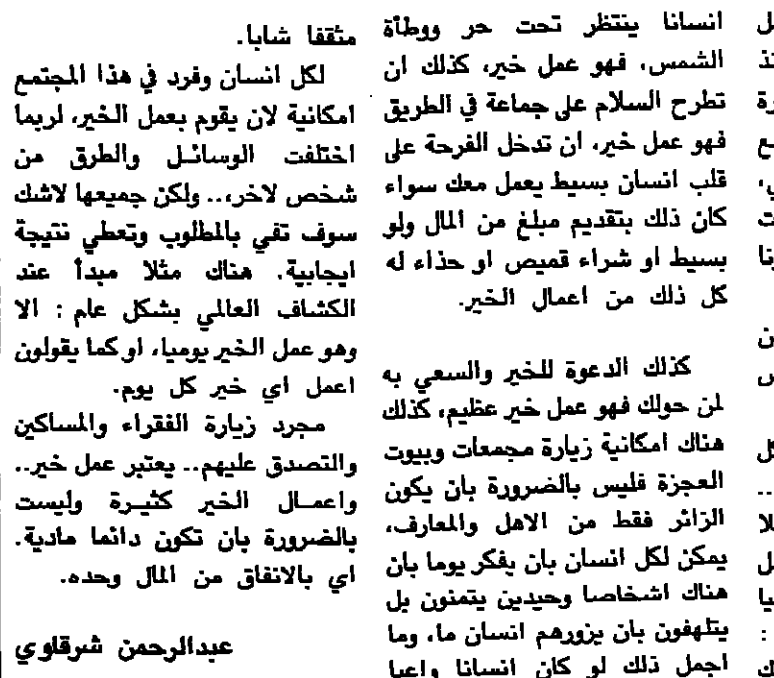 انسانا ينتظر تحت حر ووطأة
الشمس، فهو عمل خير، كذلك ان
تطرح السلام على جماعة في الطريق
فهو عمل خير، ان تدخل الفرحة على
قلب انسان بسيط يعمل معك سواء
كان ذلك بتقديم مبلغ من المال ولو
بسيط او شراء قميص او حذاء له
كل ذلك من اعمال الخير.
كذلك الدعوة للخير والسعي به
لمن حولك فهو عمل خير عظيم، كذلك
هناك امكانية زيارة مجمعات وبيوت
العجزة فليس بالضرورة بان يكون
الزائر فقط من الاهل والمعارف،
يمكن لكل انسان بان يفكر يوما بان
هناك اشخاصا وحيدين يتمنون بل
يتلهفون بان يزورهم انسان ما، وما
اجمل ذلك لو كان انسانا واعيا
مثقفا شابا.
لكل انسان وفرد في هذا المجتمع
امكانية لان يقوم بعمل الخير، لربما
اختلفت الوسائل والطرق من
شخص لاخر،.. ولكن جميعها لاشك
سوف تفي بالمطلوب وتعطي نتيجة
ايجابية. هناك مثلا مبدأ عند
الكشاف العالمي بشكل عام : الا
وهو عمل الخير يوميا، او كما يقولون
اعمل اي خير كل يوم.
مجرد زيارة الفقراء والمساكين
والتصدق عليهم.. يعتبر عمل خير..
واعمال الخير كثيرة وليست
بالضرورة بان تكون دائما مادية.
اي بالانفاق من المال وحده.
عبدالرحمن شرقاوي